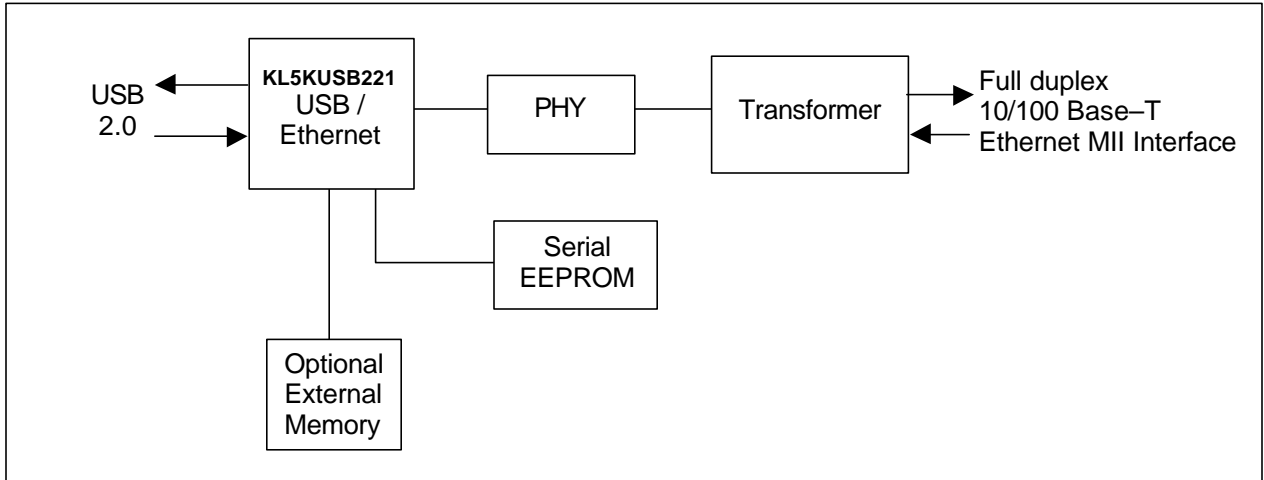 USB
2.0
KL5KUSB221
USB /
Ethernet
PHY
Transformer
Full duplex
10/100 Base–T
Ethernet MII Interface
Serial
EEPROM
Optional
External
Memory